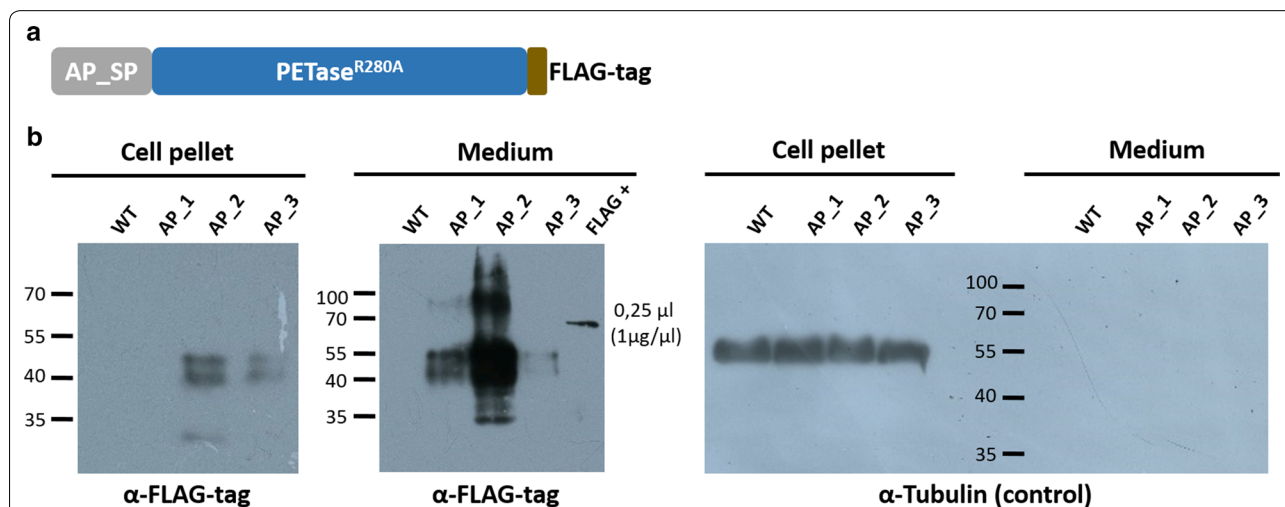 a
AP_SP
PETaseR280A
FLAG-tag
b
Cell pellet
Medium
Cell pellet
Medium
WT
AP_1
AP_2
AP_3
WT
AP_1
AP_2
AP_3
FLAG +
WT
AP_1
AP_2
AP_3
WT
AP_1
AP_2
AP_3
70
55
40
35
100
70
55
40
35
0,25 µl
(1µg/µl)
100
70
55
40
35
α-FLAG-tag
α-FLAG-tag
α-Tubulin (control)